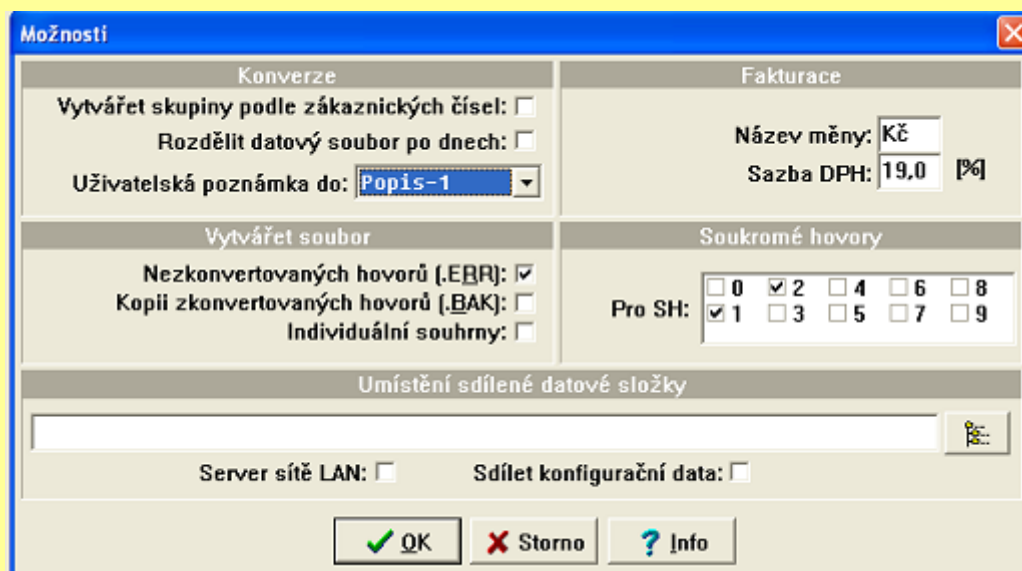 Možnosti
Konverze
Vytvářet skupiny podle zákaznických čísel:
Rozdělit datový soubor po dnech:
Uživatelská poznámka do: Popis-1
Fakturace
Název měny: Kč
Sazba DPH: 19,0 [%]
Vytvářet soubor
Nezkonvertovaných hovorů (.ERR):
Kopii zkonvertovaných hovorů (.BAK):
Individuální souhrny:
Soukromé hovory
Pro SH:
0 2 4 6 8
1 3 5 7 9
Umístění sdílené datové složky
Server sítě LAN: Sdílet konfigurační data:
OK Storno Info